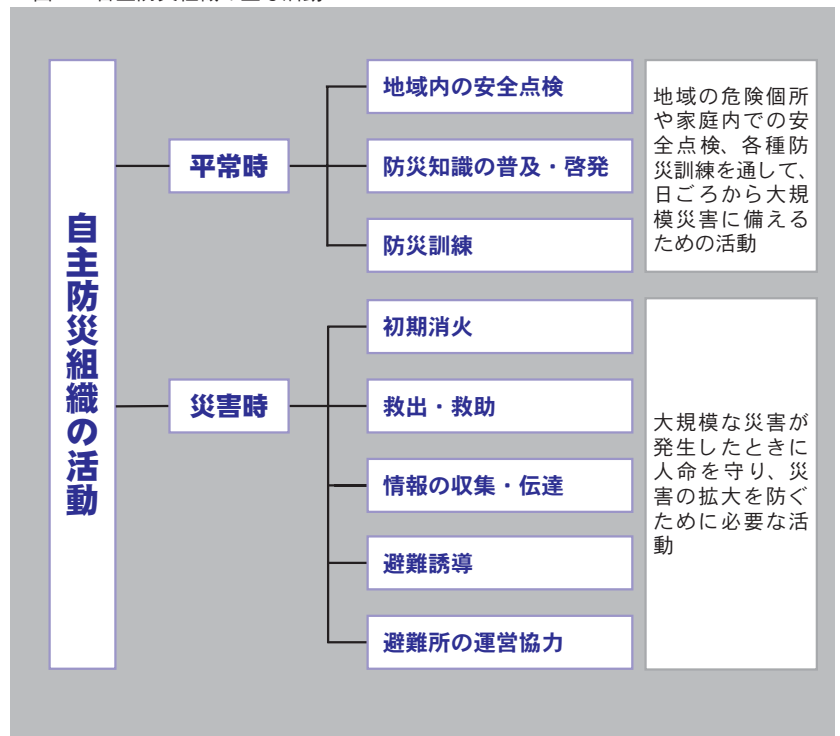 自主防災組織の活動
平常時
地域内の安全点検
防災知識の普及・啓発
防災訓練
地域の危険個所
や家庭内での安
全点検、各種防
災訓練を通して、
日ごろから大規
模災害に備える
ための活動
災害時
初期消火
救出・救助
情報の収集・伝達
避難誘導
避難所の運営協力
大規模な災害が
発生したときに
人命を守り、災
害の拡大を防ぐ
ために必要な活
動